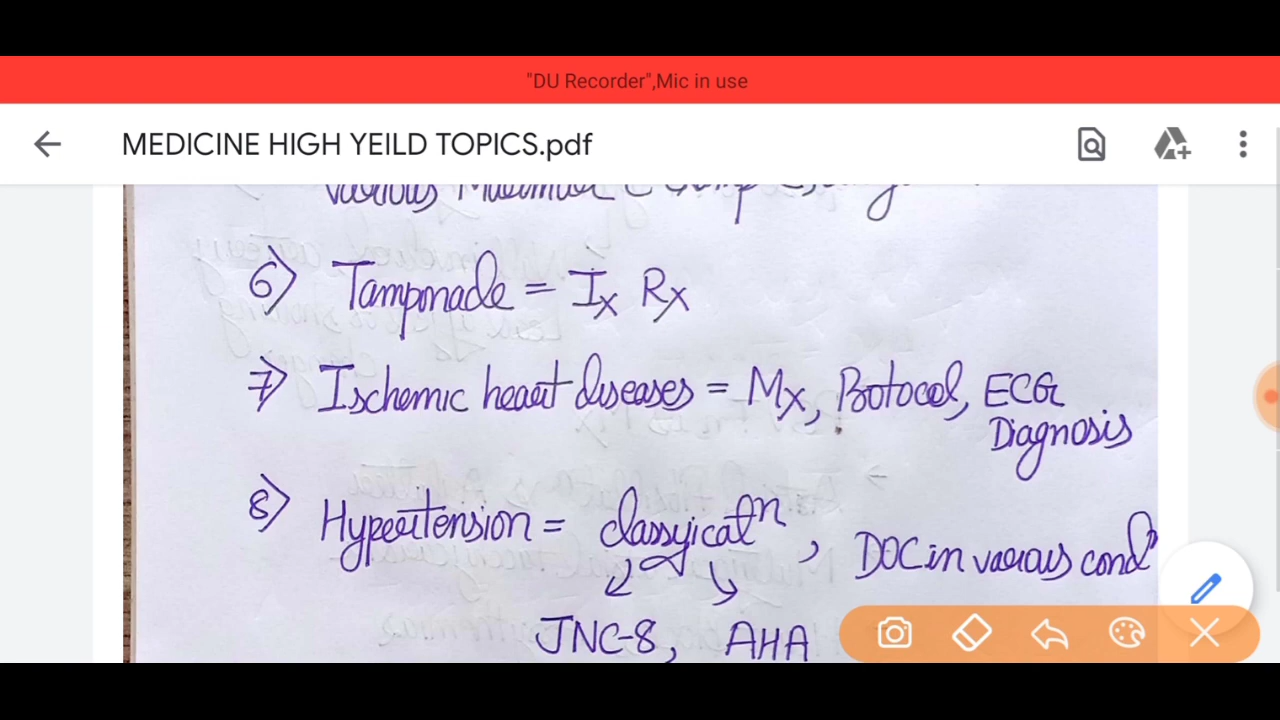 "DU Recorder",Mic in use
MEDICINE HIGH YEILD TOPICS.pdf
various
6) Tamponade = Ix Rx
7) Ischemic heart diseases = Mx, Protocol, ECG
Diagnosis
8) Hypertension = classificatn, DOC in various condn
JNC-8, AHA